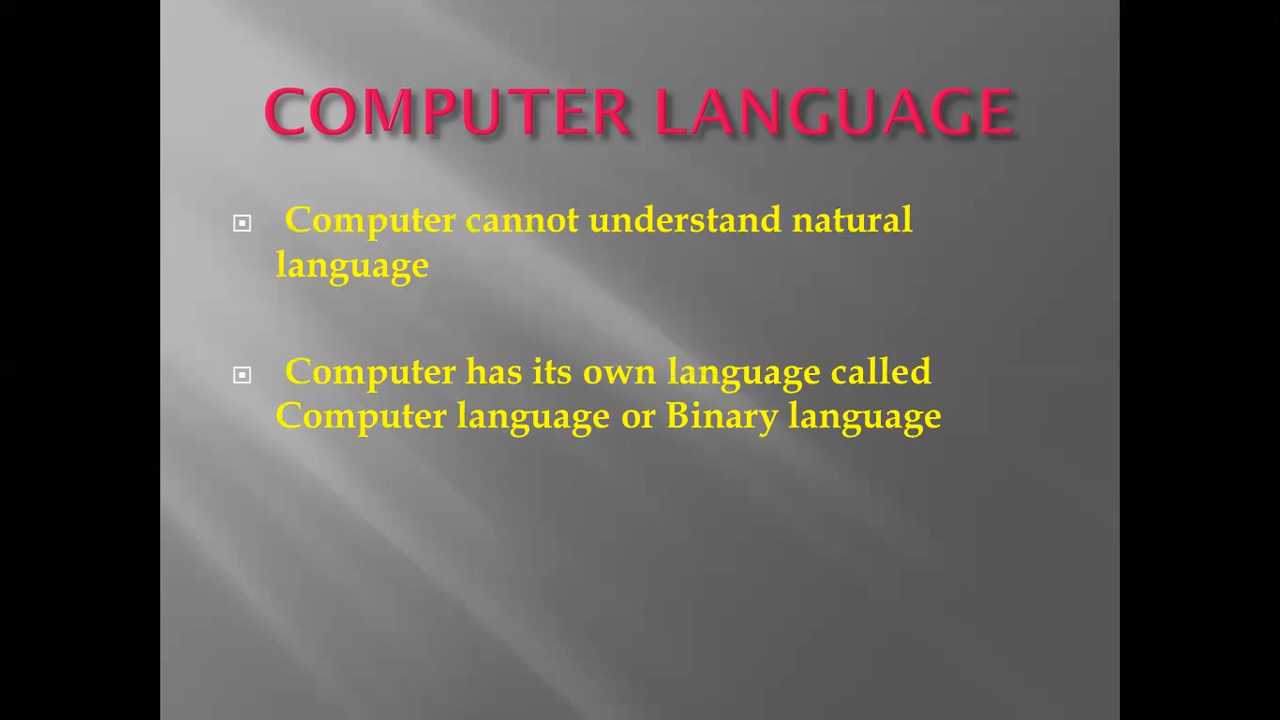 COMPUTER LANGUAGE
Computer cannot understand natural
language
Computer has its own language called
Computer language or Binary language